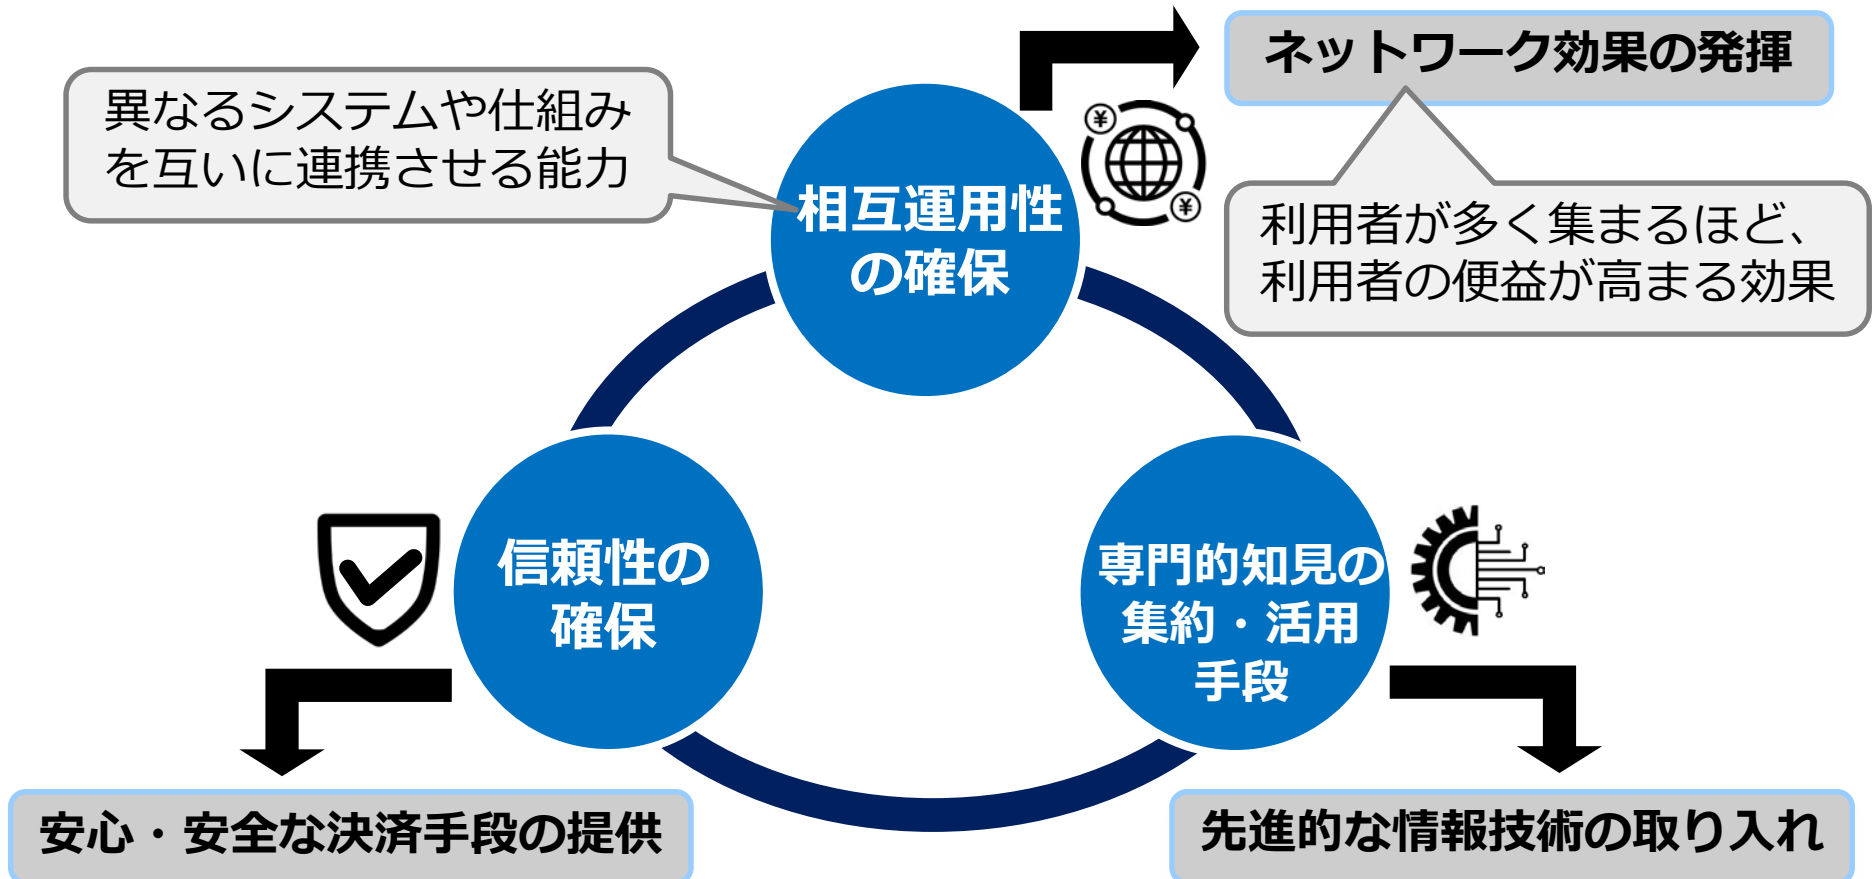 ネットワーク効果の発揮
異なるシステムや仕組み
を互いに連携させる能力
相互運用性
の確保
¥
¥
利用者が多く集まるほど、
利用者の便益が高まる効果
信頼性の
確保
専門的知見の
集約・活用
手段
安心・安全な決済手段の提供
先進的な情報技術の取り入れ